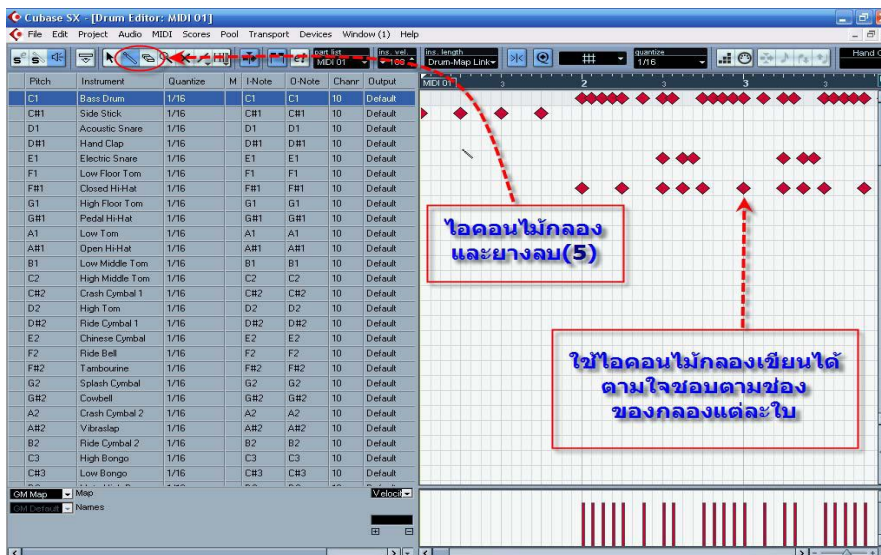 Cubase SX - [Drum Editor: MIDI 01]
File Edit Project Audio MIDI Scores Pool Transport Devices Window (1) Help
part list ins. vel. ins. length quantize
MIDI 01 100 Drum-Map Link 1/16 Hand
Pitch Instrument Quantize M I-Note O-Note Chanr Output MIDI 01 3 2 3 3 3
C1 Bass Drum 1/16 C1 C1 10 Default
C#1 Side Stick 1/16 C#1 C#1 10 Default
D1 Acoustic Snare 1/16 D1 D1 10 Default
D#1 Hand Clap 1/16 D#1 D#1 10 Default
E1 Electric Snare 1/16 E1 E1 10 Default
F1 Low Floor Tom 1/16 F1 F1 10 Default
F#1 Closed Hi-Hat 1/16 F#1 F#1 10 Default
G1 High Floor Tom 1/16 G1 G1 10 Default
G#1 Pedal Hi-Hat 1/16 G#1 G#1 10 Default
A1 Low Tom 1/16 A1 A1 10 Default
A#1 Open Hi-Hat 1/16 A#1 A#1 10 Default
B1 Low Middle Tom 1/16 B1 B1 10 Default
C2 High Middle Tom 1/16 C2 C2 10 Default
C#2 Crash Cymbal 1 1/16 C#2 C#2 10 Default
D2 High Tom 1/16 D2 D2 10 Default
D#2 Ride Cymbal 1 1/16 D#2 D#2 10 Default
E2 Chinese Cymbal 1/16 E2 E2 10 Default
F2 Ride Bell 1/16 F2 F2 10 Default
F#2 Tambourine 1/16 F#2 F#2 10 Default
G2 Splash Cymbal 1/16 G2 G2 10 Default
G#2 Cowbell 1/16 G#2 G#2 10 Default
A2 Crash Cymbal 2 1/16 A2 A2 10 Default
A#2 Vibraslap 1/16 A#2 A#2 10 Default
B2 Ride Cymbal 2 1/16 B2 B2 10 Default
C3 High Bongo 1/16 C3 C3 10 Default
C#3 Low Bongo 1/16 C#3 C#3 10 Default
GM Map Map Velocit
GM Default Names
ไอคอนไม้กลอง
และยางลบ(5)
ใช้ไอคอนไม้กลองเขียนได้
ตามใจชอบตามช่อง
ของกลองแต่ละใบ